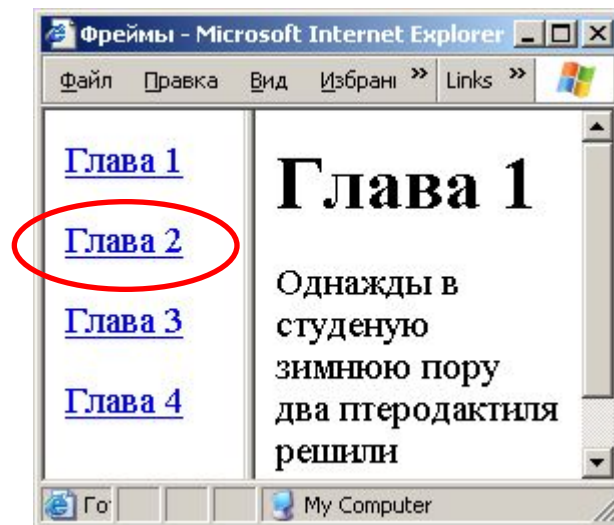 Фреймы - Microsoft Internet Explorer
Файл Правка Вид Избрані » Links »
Глава 1
Глава 2
Глава 3
Глава 4
Глава 1
Однажды в
студеную
зимнюю пору
два птеродактиля
решили
Го
My Computer